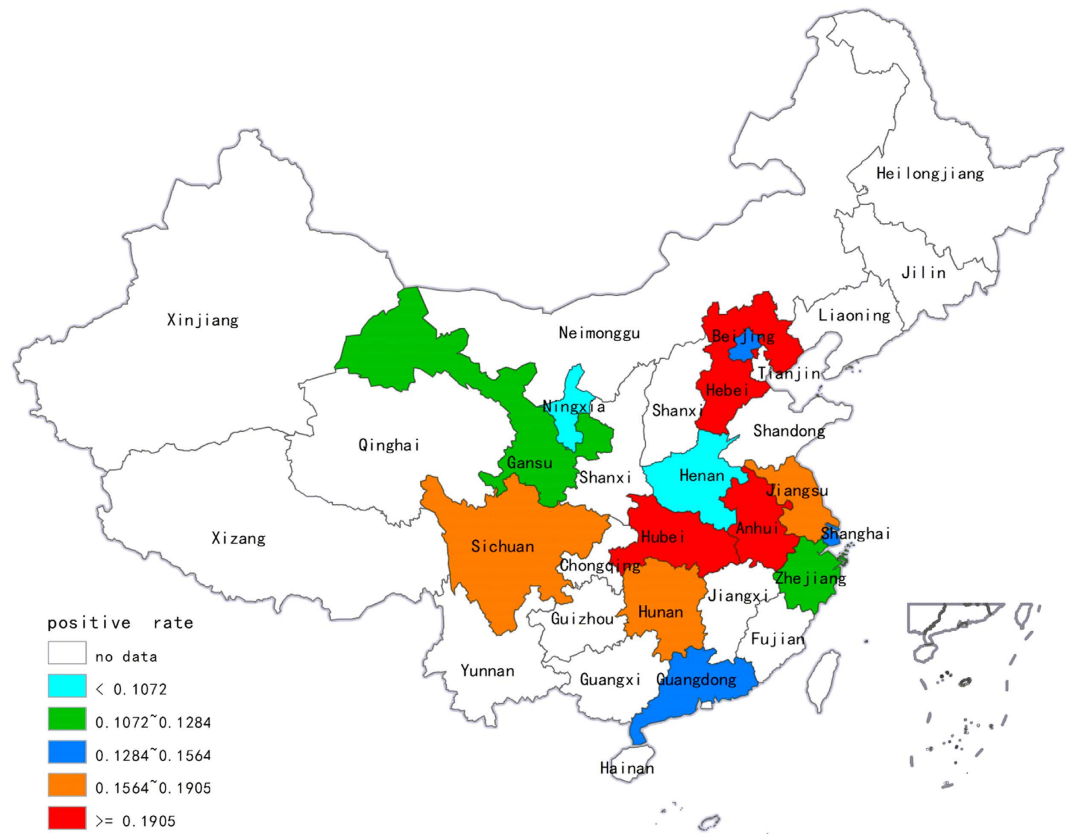 Heilongjiang
Jilin
Xinjiang
Liaoning
Neimonggu
Beijing
Tianjin
Hebei
Ningxia
Shanxi
Shandong
Qinghai
Gansu
Shanxi
Henan
Jiangsu
Xizang
Sichuan
Hubei
Anhui
Shanghai
Chongqing
Zhejiang
Jiangxi
Hunan
Guizhou
Fujian
Yunnan
Guangxi
Guangdong
Hainan
positive rate
no data
< 0.1072
0.1072~0.1284
0.1284~0.1564
0.1564~0.1905
>= 0.1905